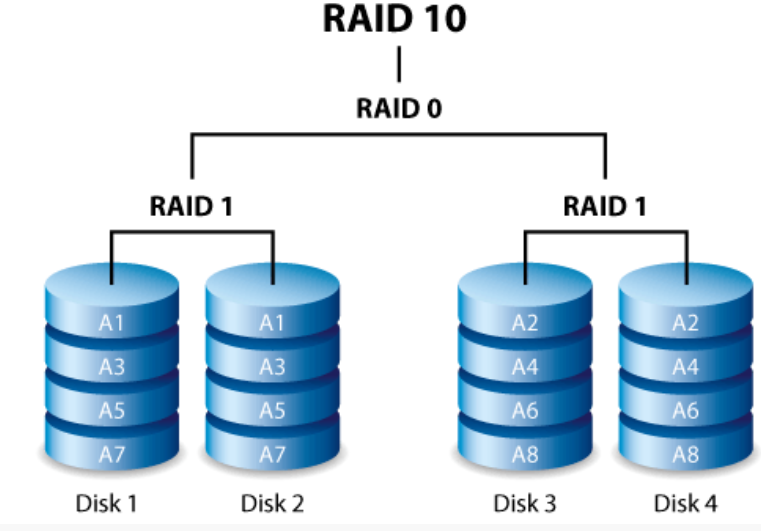 RAID 10
RAID 0
RAID 1 RAID 1
A1 A1 A2 A2
A3 A3 A4 A4
A5 A5 A6 A6
A7 A7 A8 A8
Disk 1 Disk 2 Disk 3 Disk 4